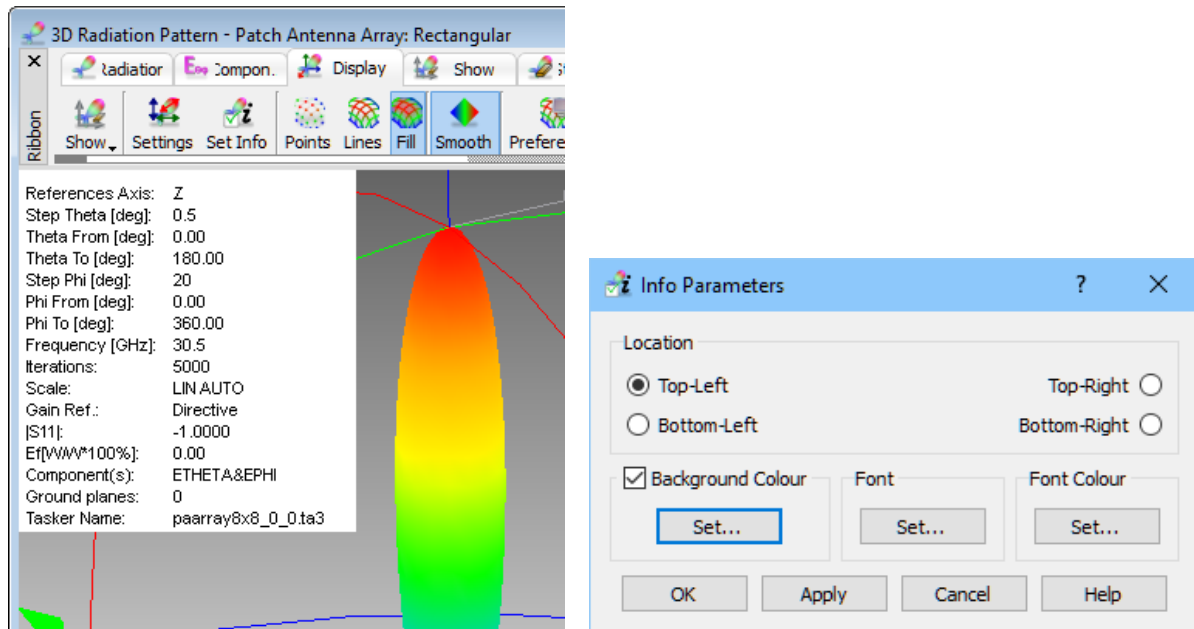 3D Radiation Pattern - Patch Antenna Array: Rectangular
Display Show
Ribbon
Show Settings Set Info Points Lines Fill Smooth
References Axis: Z
Step Theta [deg]: 0.5
Theta From [deg]: 0.00
Theta To [deg]: 180.00
Step Phi [deg]: 20
Phi From [deg]: 0.00
Phi To [deg]: 360.00
Frequency [GHz]: 30.5
Iterations: 5000
Scale: LIN AUTO
Gain Ref.: Directive
|S11|: -1.0000
Ef[W/W*100%]: 0.00
Component(s): ETHETA&EPHI
Ground planes: 0
Tasker Name: paarray8x8_0_0.ta3
Info Parameters ?
Location
Top-Left Top-Right
Bottom-Left Bottom-Right
Background Colour Font Font Colour
Set... Set... Set...
OK Apply Cancel Help